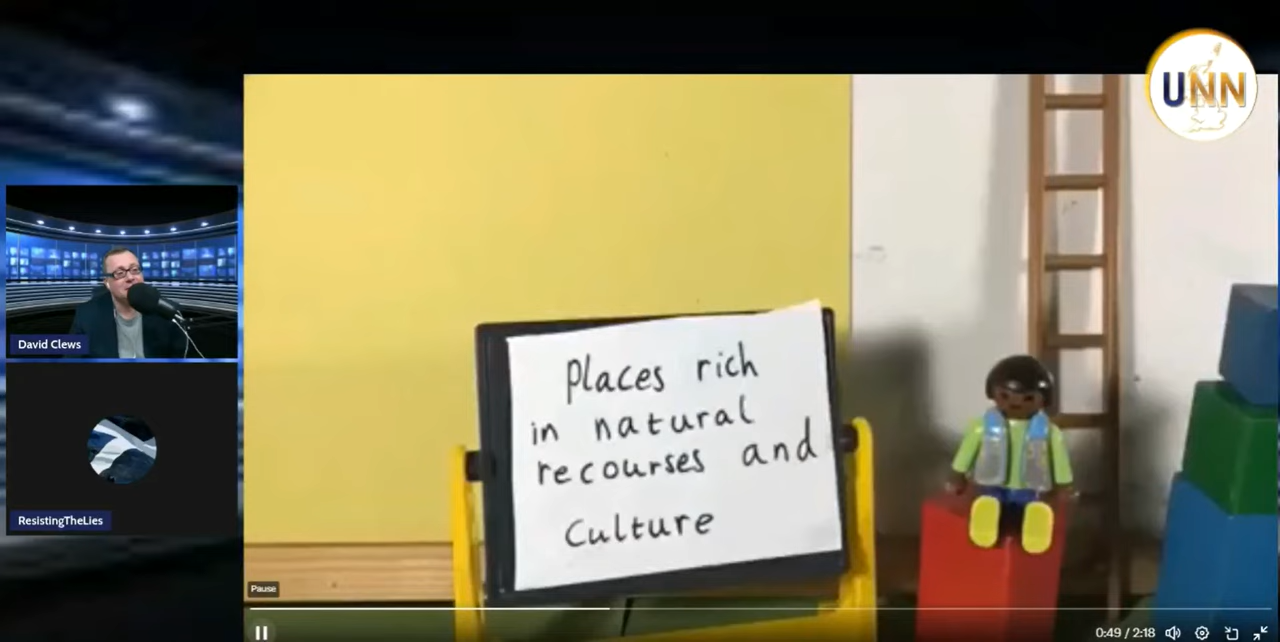 UNN
David Clews
ResistingTheLies
Places rich
in natural
recourses and
Culture
Pause
0:49 / 2:18